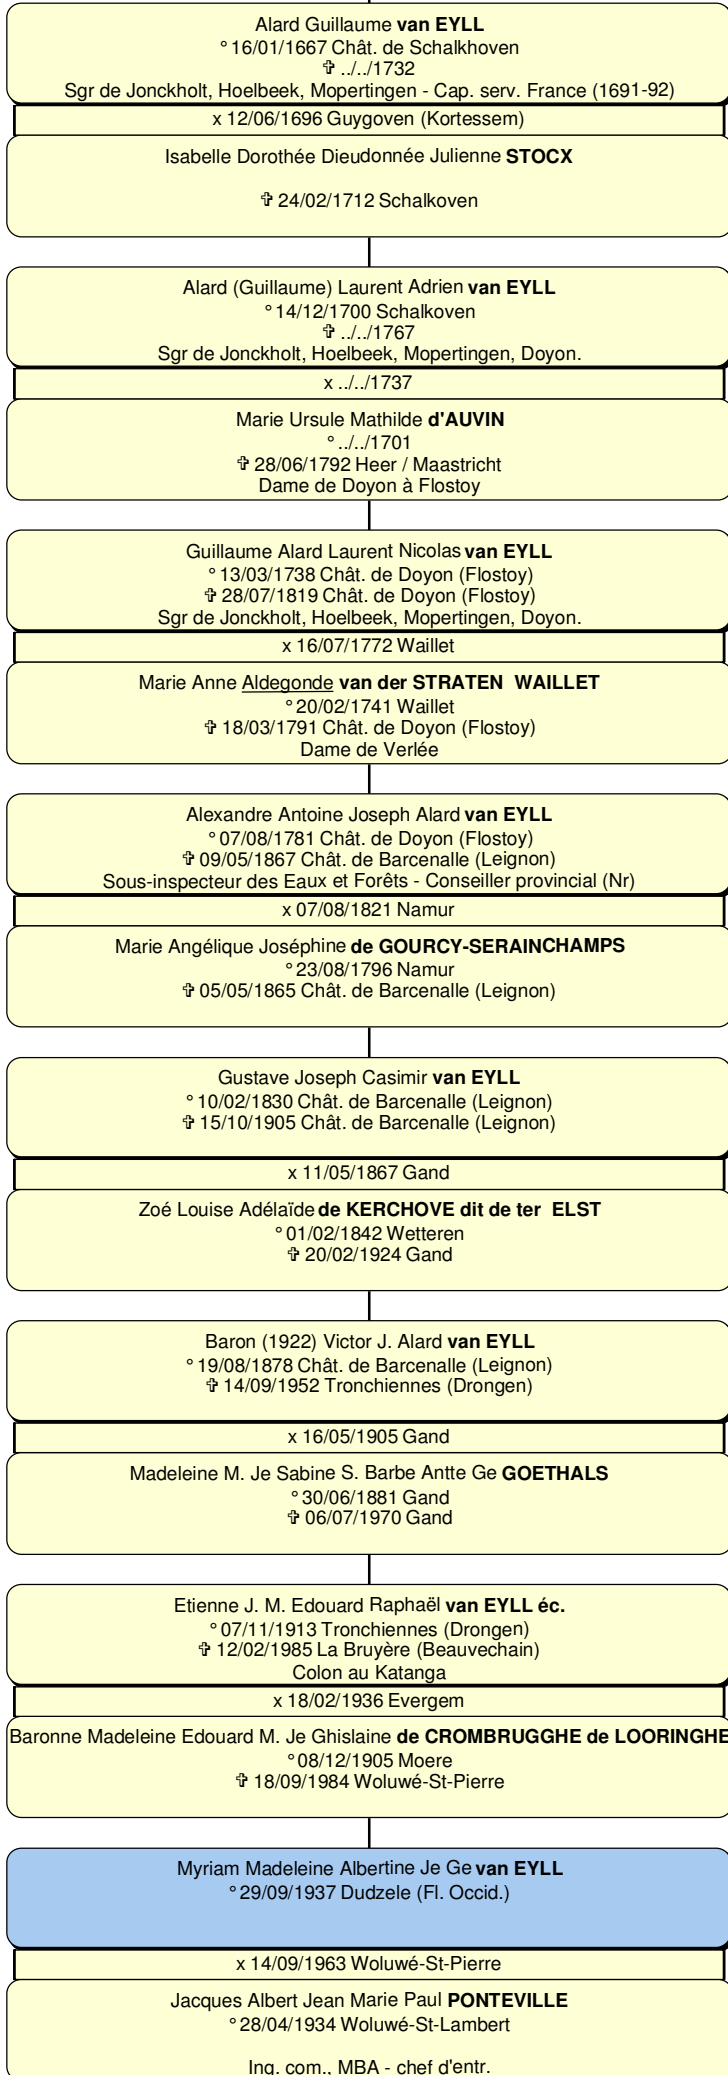 Alard Guillaume van EYLL
° 16/01/1667 Chât. de Schalkhoven
✞ ../../1732
Sgr de Jonckholt, Hoelbeek, Mopertingen - Cap. serv. France (1691-92)
x 12/06/1696 Guygoven (Kortessem)
Isabelle Dorothée Dieudonnée Julienne STOCX
✞ 24/02/1712 Schalkoven
Alard (Guillaume) Laurent Adrien van EYLL
° 14/12/1700 Schalkoven
✞ ../../1767
Sgr de Jonckholt, Hoelbeek, Mopertingen, Doyon.
x ../../1737
Marie Ursule Mathilde d'AUVIN
° ../../1701
✞ 28/06/1792 Heer / Maastricht
Dame de Doyon à Flostoy
Guillaume Alard Laurent Nicolas van EYLL
° 13/03/1738 Chât. de Doyon (Flostoy)
✞ 28/07/1819 Chât. de Doyon (Flostoy)
Sgr de Jonckholt, Hoelbeek, Mopertingen, Doyon.
x 16/07/1772 Waillet
Marie Anne Aldegonde van der STRATEN WAILLET
° 20/02/1741 Waillet
✞ 18/03/1791 Chât. de Doyon (Flostoy)
Dame de Verlée
Alexandre Antoine Joseph Alard van EYLL
° 07/08/1781 Chât. de Doyon (Flostoy)
✞ 09/05/1867 Chât. de Barcenalle (Leignon)
Sous-inspecteur des Eaux et Forêts - Conseiller provincial (Nr)
x 07/08/1821 Namur
Marie Angélique Joséphine de GOURCY-SERAINCHAMPS
° 23/08/1796 Namur
✞ 05/05/1865 Chât. de Barcenalle (Leignon)
Gustave Joseph Casimir van EYLL
° 10/02/1830 Chât. de Barcenalle (Leignon)
✞ 15/10/1905 Chât. de Barcenalle (Leignon)
x 11/05/1867 Gand
Zoé Louise Adélaïde de KERCHOVE dit de ter ELST
° 01/02/1842 Wetteren
✞ 20/02/1924 Gand
Baron (1922) Victor J. Alard van EYLL
° 19/08/1878 Chât. de Barcenalle (Leignon)
✞ 14/09/1952 Tronchiennes (Drongen)
x 16/05/1905 Gand
Madeleine M. Je Sabine S. Barbe Antte Ge GOETHALS
° 30/06/1881 Gand
✞ 06/07/1970 Gand
Etienne J. M. Edouard Raphaël van EYLL éc.
° 07/11/1913 Tronchiennes (Drongen)
✞ 12/02/1985 La Bruyère (Beauvechain)
Colon au Katanga
x 18/02/1936 Evergem
Baronne Madeleine Edouard M. Je Ghislaine de CROMBRUGGHE de LOORINGHE
° 08/12/1905 Moere
✞ 18/09/1984 Woluwé-St-Pierre
Myriam Madeleine Albertine Je Ge van EYLL
° 29/09/1937 Dudzele (Fl. Occid.)
x 14/09/1963 Woluwé-St-Pierre
Jacques Albert Jean Marie Paul PONTEVILLE
° 28/04/1934 Woluwé-St-Lambert
Ing. com., MBA - chef d'entr.